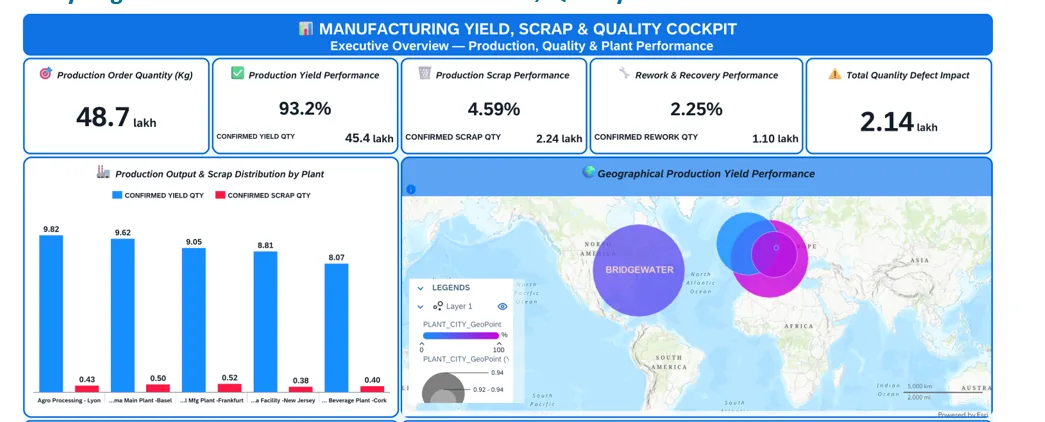 MANUFACTURING YIELD, SCRAP & QUALITY COCKPIT
Executive Overview — Production, Quality & Plant Performance
Production Order Quantity (Kg)
48.7 lakh
Production Yield Performance
93.2%
CONFIRMED YIELD QTY 45.4 lakh
Production Scrap Performance
4.59%
CONFIRMED SCRAP QTY 2.24 lakh
Rework & Recovery Performance
2.25%
CONFIRMED REWORK QTY 1.10 lakh
Total Quanlity Defect Impact
2.14 lakh
Production Output & Scrap Distribution by Plant
CONFIRMED YIELD QTY CONFIRMED SCRAP QTY
9.82 9.62 9.05 8.81 8.07
0.43 0.50 0.52 0.38 0.40
Agro Processing - Lyon ...ma Main Plant -Basel ...l Mfg Plant -Frankfurt ...a Facility -New Jersey ... Beverage Plant -Cork
Geographical Production Yield Performance
BRIDGEWATER
NORTH
AMERICA
North
Atlantic
Ocean
ASIA
AFRICA
SOUTH
AMERICA
Pacific
Ocean
South
Pacific
South
Indian
Ocean
AUSTRA
LEGENDS
Layer 1
PLANT_CITY_GeoPoint
%
0 100
PLANT_CITY_GeoPoint (
0.94
0.92 - 0.94
5,000 km
2,000 mi
Powered by Esri